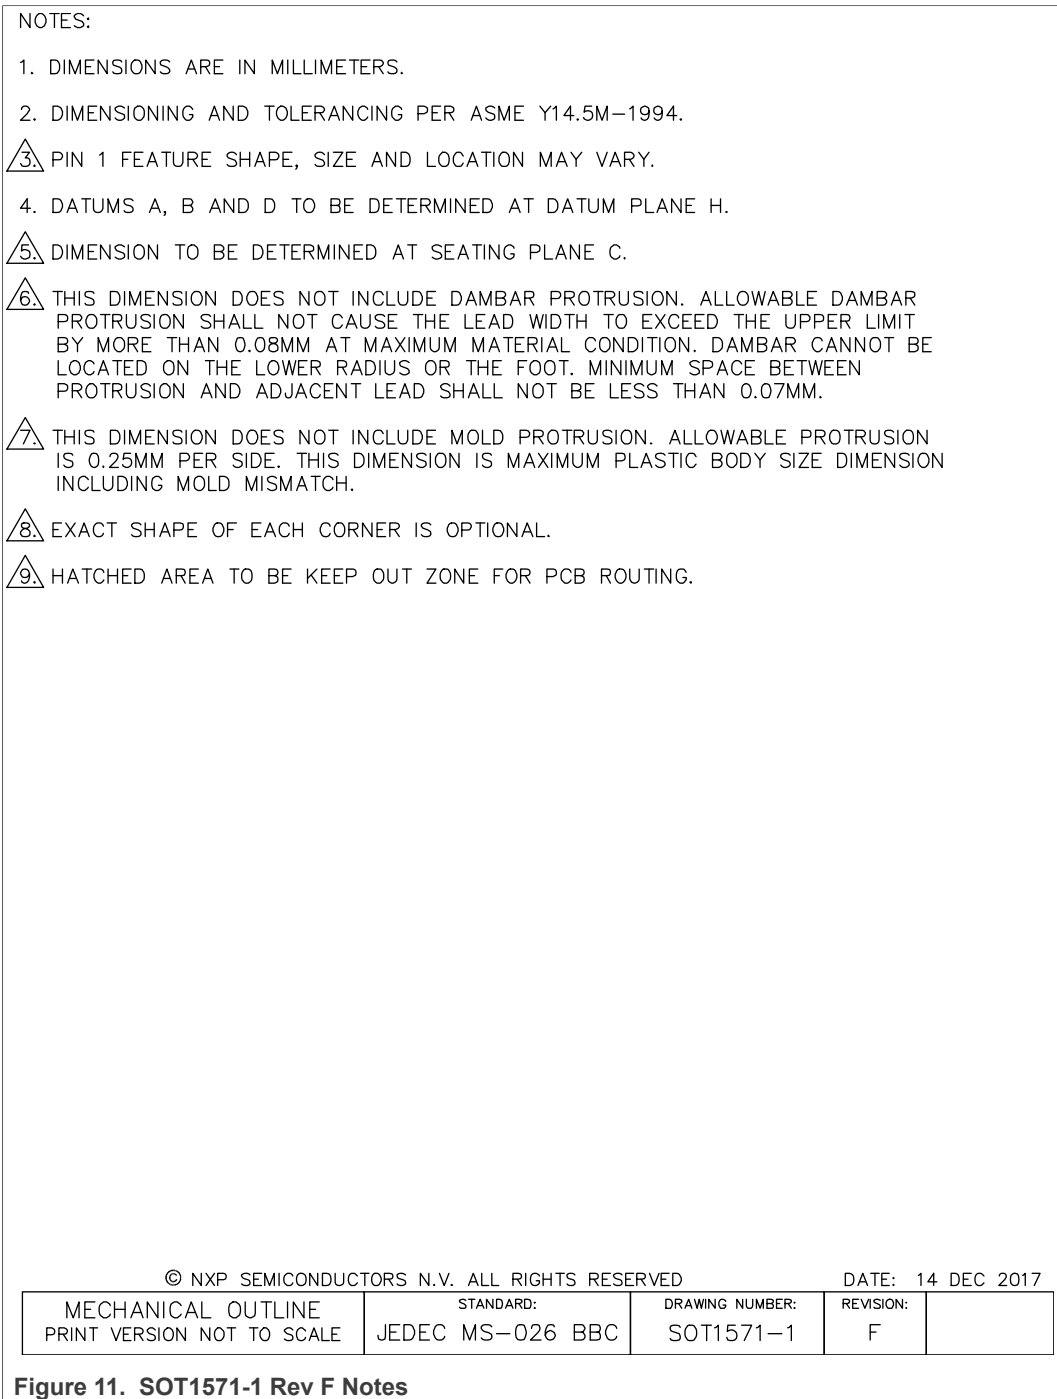 NOTES:
1. DIMENSIONS ARE IN MILLIMETERS.
2. DIMENSIONING AND TOLERANCING PER ASME Y14.5M–1994.
3. PIN 1 FEATURE SHAPE, SIZE AND LOCATION MAY VARY.
4. DATUMS A, B AND D TO BE DETERMINED AT DATUM PLANE H.
5. DIMENSION TO BE DETERMINED AT SEATING PLANE C.
6. THIS DIMENSION DOES NOT INCLUDE DAMBAR PROTRUSION. ALLOWABLE DAMBAR
PROTRUSION SHALL NOT CAUSE THE LEAD WIDTH TO EXCEED THE UPPER LIMIT
BY MORE THAN 0.08MM AT MAXIMUM MATERIAL CONDITION. DAMBAR CANNOT BE
LOCATED ON THE LOWER RADIUS OR THE FOOT. MINIMUM SPACE BETWEEN
PROTRUSION AND ADJACENT LEAD SHALL NOT BE LESS THAN 0.07MM.
7. THIS DIMENSION DOES NOT INCLUDE MOLD PROTRUSION. ALLOWABLE PROTRUSION
IS 0.25MM PER SIDE. THIS DIMENSION IS MAXIMUM PLASTIC BODY SIZE DIMENSION
INCLUDING MOLD MISMATCH.
8. EXACT SHAPE OF EACH CORNER IS OPTIONAL.
9. HATCHED AREA TO BE KEEP OUT ZONE FOR PCB ROUTING.
© NXP SEMICONDUCTORS N.V. ALL RIGHTS RESERVED DATE: 14 DEC 2017
MECHANICAL OUTLINE
PRINT VERSION NOT TO SCALE
STANDARD:
JEDEC MS–026 BBC
DRAWING NUMBER:
SOT1571–1
REVISION:
F
Figure 11. SOT1571-1 Rev F Notes